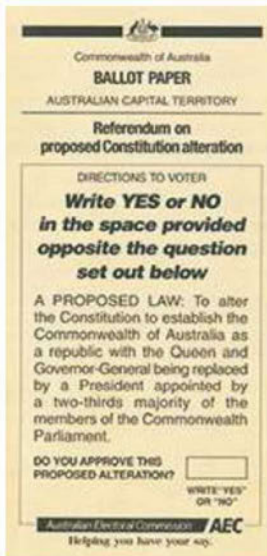 Commonwealth of Australia
BALLOT PAPER
AUSTRALIAN CAPITAL TERRITORY
Referendum on
proposed Constitution alteration
DIRECTIONS TO VOTER
Write YES or NO
in the space provided
opposite the question
set out below
A PROPOSED LAW: To alter
the Constitution to establish the
Commonwealth of Australia as
a republic with the Queen and
Governor-General being replaced
by a President appointed by
a two-thirds majority of the
members of the Commonwealth
Parliament.
DO YOU APPROVE THIS
PROPOSED ALTERATION?
WRITE "YES"
OR "NO"
Australian Electoral Commission AEC
Helping you have your say.